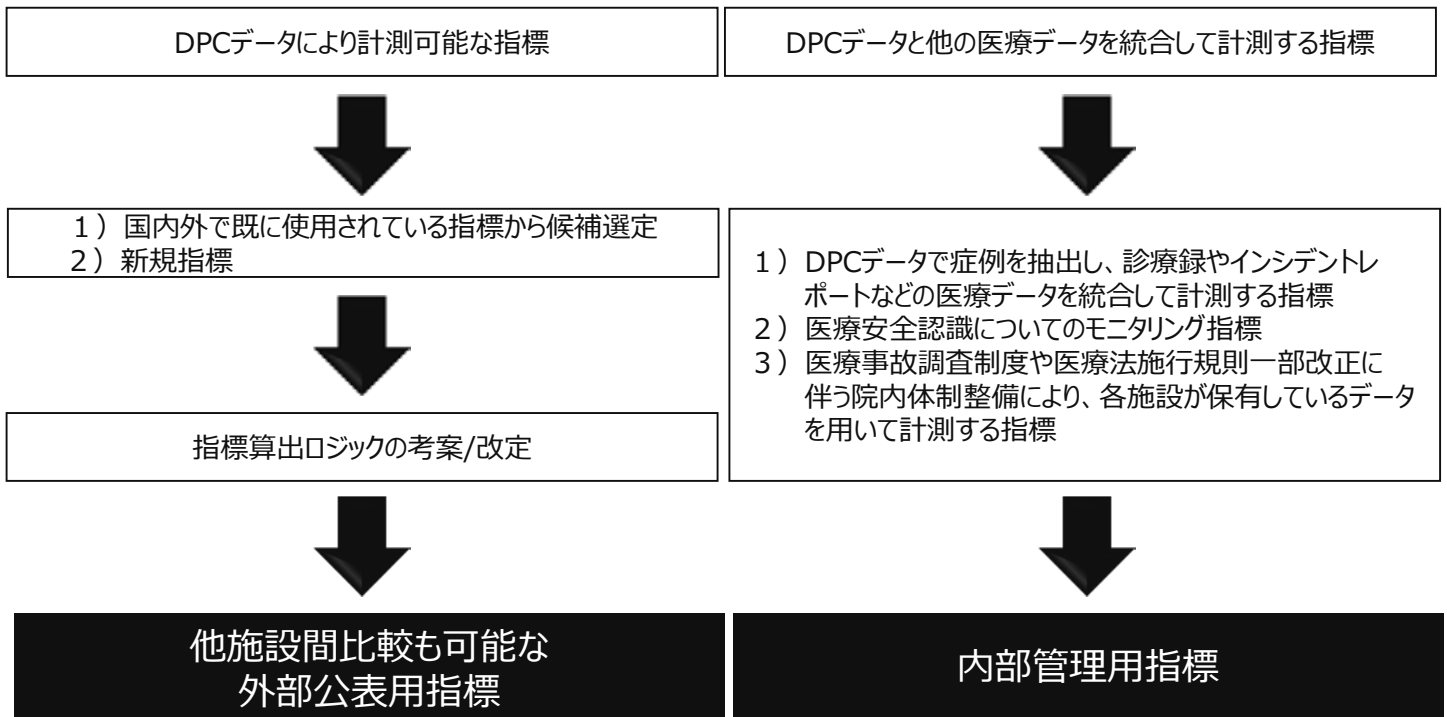 DPCデータにより計測可能な指標
１）国内外で既に使用されている指標から候補選定
２）新規指標
指標算出ロジックの考案/改定
他施設間比較も可能な
外部公表用指標
DPCデータと他の医療データを統合して計測する指標
１）DPCデータで症例を抽出し、診療録やインシデントレ
ポートなどの医療データを統合して計測する指標
２）医療安全認識についてのモニタリング指標
３）医療事故調査制度や医療法施行規則一部改正に
伴う院内体制整備により、各施設が保有しているデータ
を用いて計測する指標
内部管理用指標